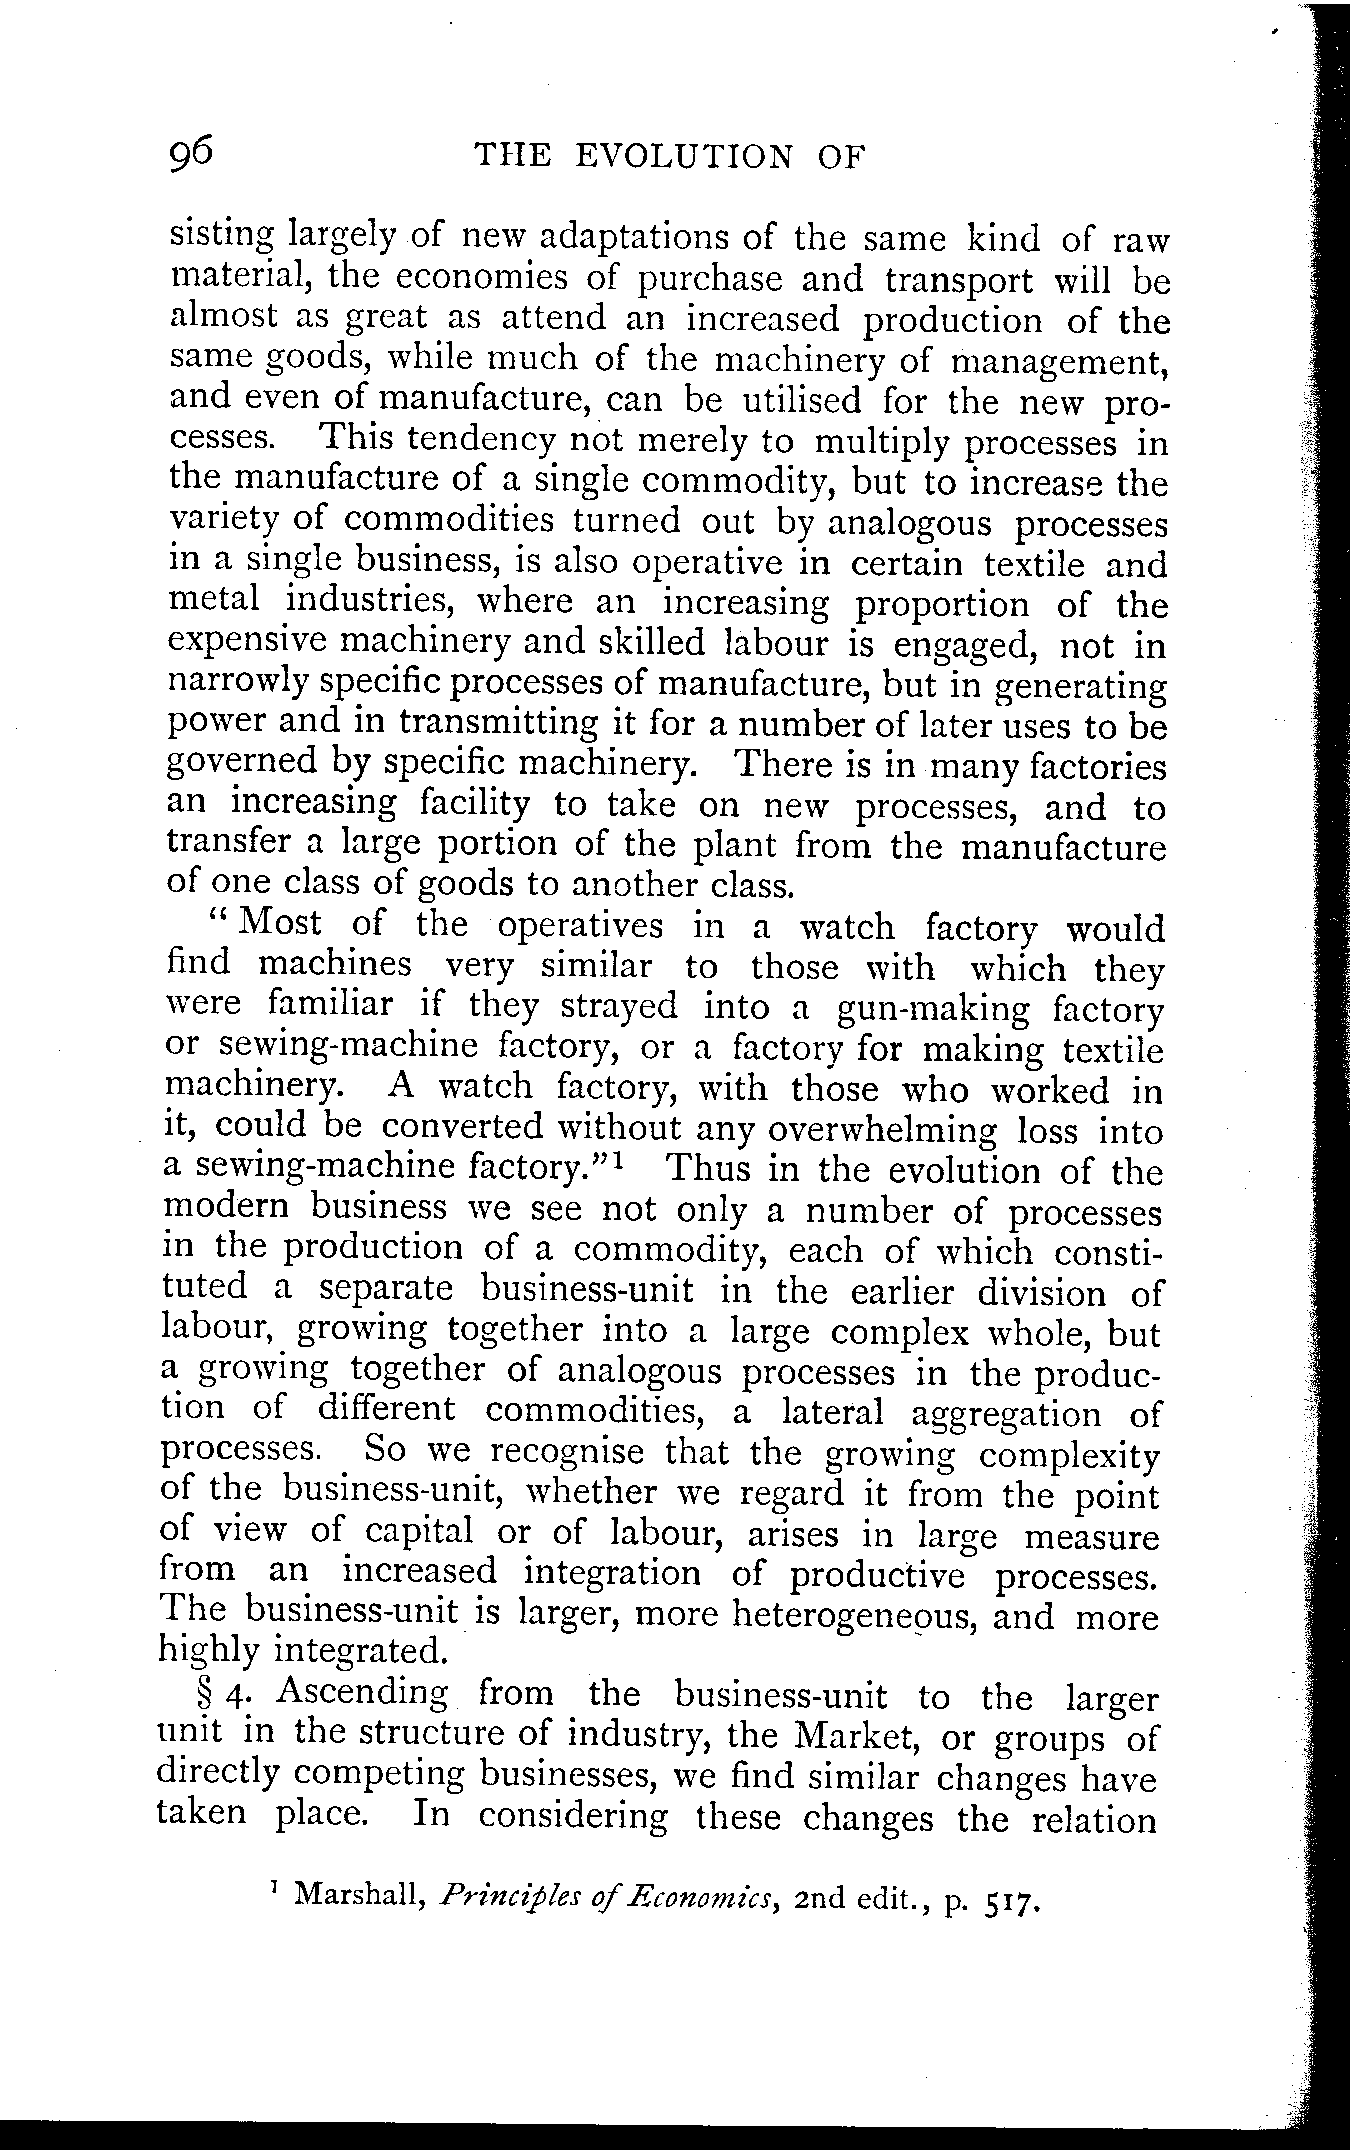 96 THE EVOLUTION OF
sisting largely of new adaptations of the same kind of raw
material, the economies of purchase and transport will be
almost as great as attend an increased production of the
same goods, while much of the machinery of management,
and even of manufacture, can be utilised for the new pro-
cesses. This tendency not merely to multiply processes in
the manufacture of a single commodity, but to increase the
variety of commodities turned out by analogous processes
in a single business, is also operative in certain textile and
metal industries, where an increasing proportion of the
expensive machinery and skilled labour is engaged, not in
narrowly specific processes of manufacture, but in generating
power and in transmitting it for a number of later uses to be
governed by specific machinery. There is in many factories
an increasing facility to take on new processes, and to
transfer a large portion of the plant from the manufacture
of one class of goods to another class.
“ Most of the operatives in a watch factory would
find machines very similar to those with which they
were familiar if they strayed into a gun-making factory
or sewing-machine factory, or a factory for making textile
machinery. A watch factory, with those who worked in
it, could be converted without any overwhelming loss into
a sewing-machine factory.”¹ Thus in the evolution of the
modern business we see not only a number of processes
in the production of a commodity, each of which consti-
tuted a separate business-unit in the earlier division of
labour, growing together into a large complex whole, but
a growing together of analogous processes in the produc-
tion of different commodities, a lateral aggregation of
processes. So we recognise that the growing complexity
of the business-unit, whether we regard it from the point
of view of capital or of labour, arises in large measure
from an increased integration of productive processes.
The business-unit is larger, more heterogeneous, and more
highly integrated.
§ 4. Ascending from the business-unit to the larger
unit in the structure of industry, the Market, or groups of
directly competing businesses, we find similar changes have
taken place. In considering these changes the relation
¹ Marshall, Principles of Economics, 2nd edit., p. 517.